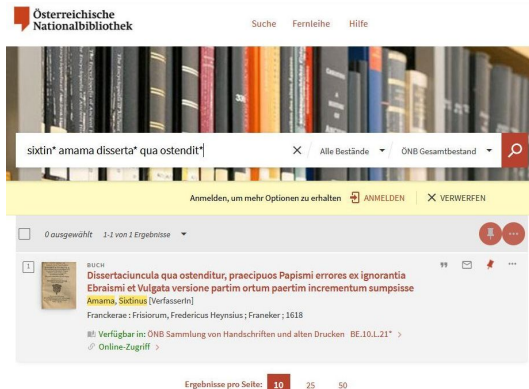 Österreichische
Nationalbibliothek
Suche Fernleihe Hilfe
sixtin* amama disserta* qua ostendit*
Alle Bestände ÖNB Gesamtbestand
Anmelden, um mehr Optionen zu erhalten ANMELDEN VERWERFEN
0 ausgewählt 1-1 von 1 Ergebnisse
1
BUCH
Dissertaciuncula qua ostenditur, praecipuos Papismi errores ex ignorantia
Ebraismi et Vulgata versione partim ortum paertim incrementum sumpsisse
Amama, Sixtinus [VerfasserIn]
Franckerae : Frisiorum, Fredericus Heynsius ; Franeker ; 1618
Verfügbar in: ÖNB Sammlung von Handschriften und alten Drucken BE.10.L.21* >
Online-Zugriff >
Ergebnisse pro Seite: 10 25 50